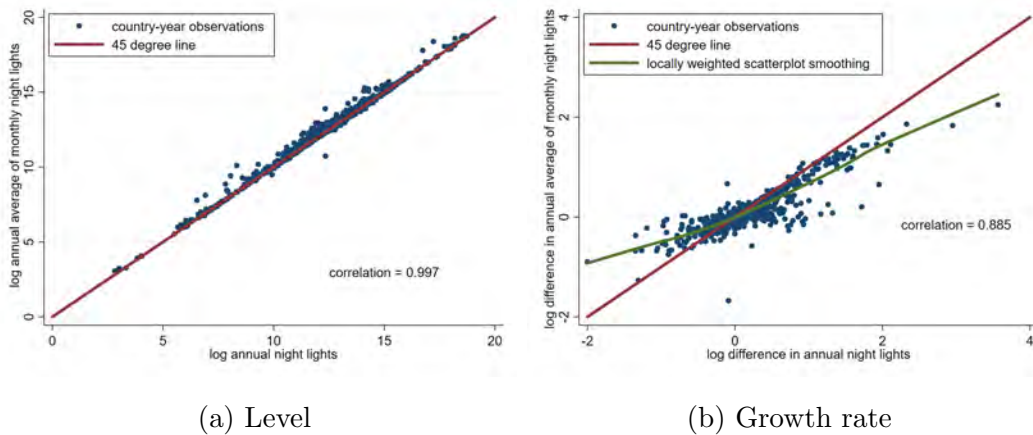 log annual average of monthly night lights
20
15
10
5
0
country-year observations
45 degree line
correlation = 0.997
0
5
10
15
20
log annual night lights
(a) Level
log difference in annual average of monthly night lights
4
2
0
-2
country-year observations
45 degree line
locally weighted scatterplot smoothing
correlation = 0.885
-2
0
2
4
log difference in annual night lights
(b) Growth rate